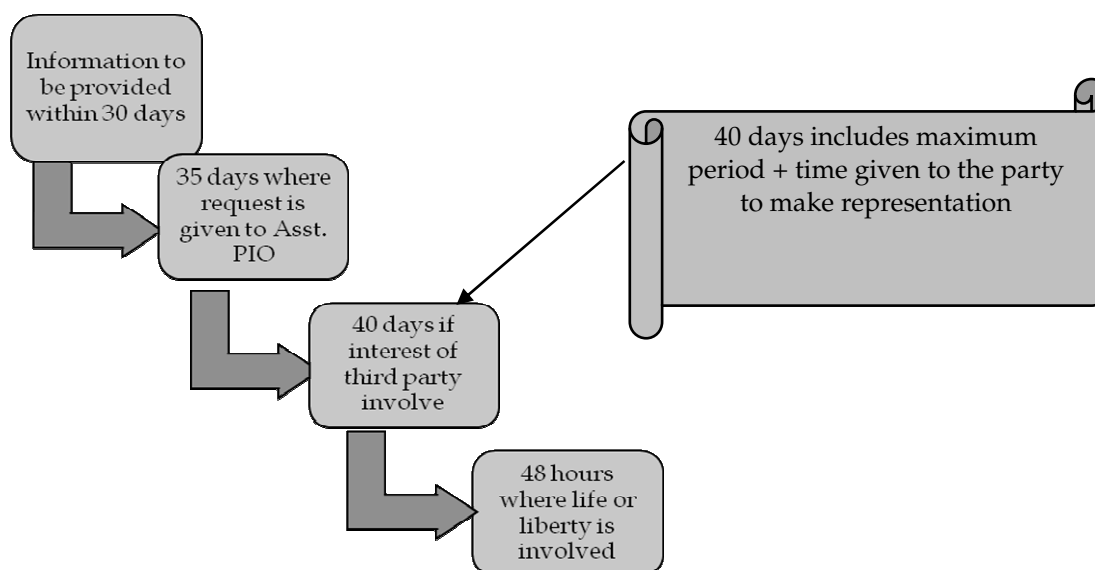 Information to
be provided
within 30 days
35 days where
request is
given to Asst.
PIO
40 days if
interest of
third party
involve
48 hours
where life or
liberty is
involved
40 days includes maximum
period + time given to the party
to make representation